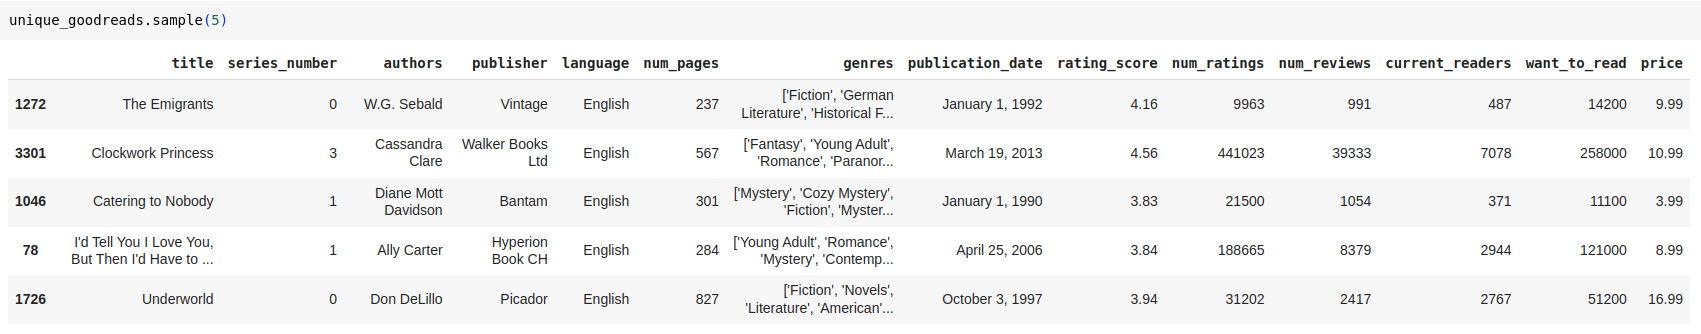 unique_goodreads.sample(5)
title series_number authors publisher language num_pages genres publication_date rating_score num_ratings num_reviews current_readers want_to_read price
1272 The Emigrants 0 W.G. Sebald Vintage English 237 ['Fiction', 'German Literature', 'Historical F... January 1, 1992 4.16 9963 991 487 14200 9.99
3301 Clockwork Princess 3 Cassandra Clare Walker Books Ltd English 567 ['Fantasy', 'Young Adult', 'Romance', 'Paranor... March 19, 2013 4.56 441023 39333 7078 258000 10.99
1046 Catering to Nobody 1 Diane Mott Davidson Bantam English 301 ['Mystery', 'Cozy Mystery', 'Fiction', 'Myster... January 1, 1990 3.83 21500 1054 371 11100 3.99
78 I'd Tell You I Love You, But Then I'd Have to ... 1 Ally Carter Hyperion Book CH English 284 ['Young Adult', 'Romance', 'Mystery', 'Contemp... April 25, 2006 3.84 188665 8379 2944 121000 8.99
1726 Underworld 0 Don DeLillo Picador English 827 ['Fiction', 'Novels', 'Literature', 'American'... October 3, 1997 3.94 31202 2417 2767 51200 16.99